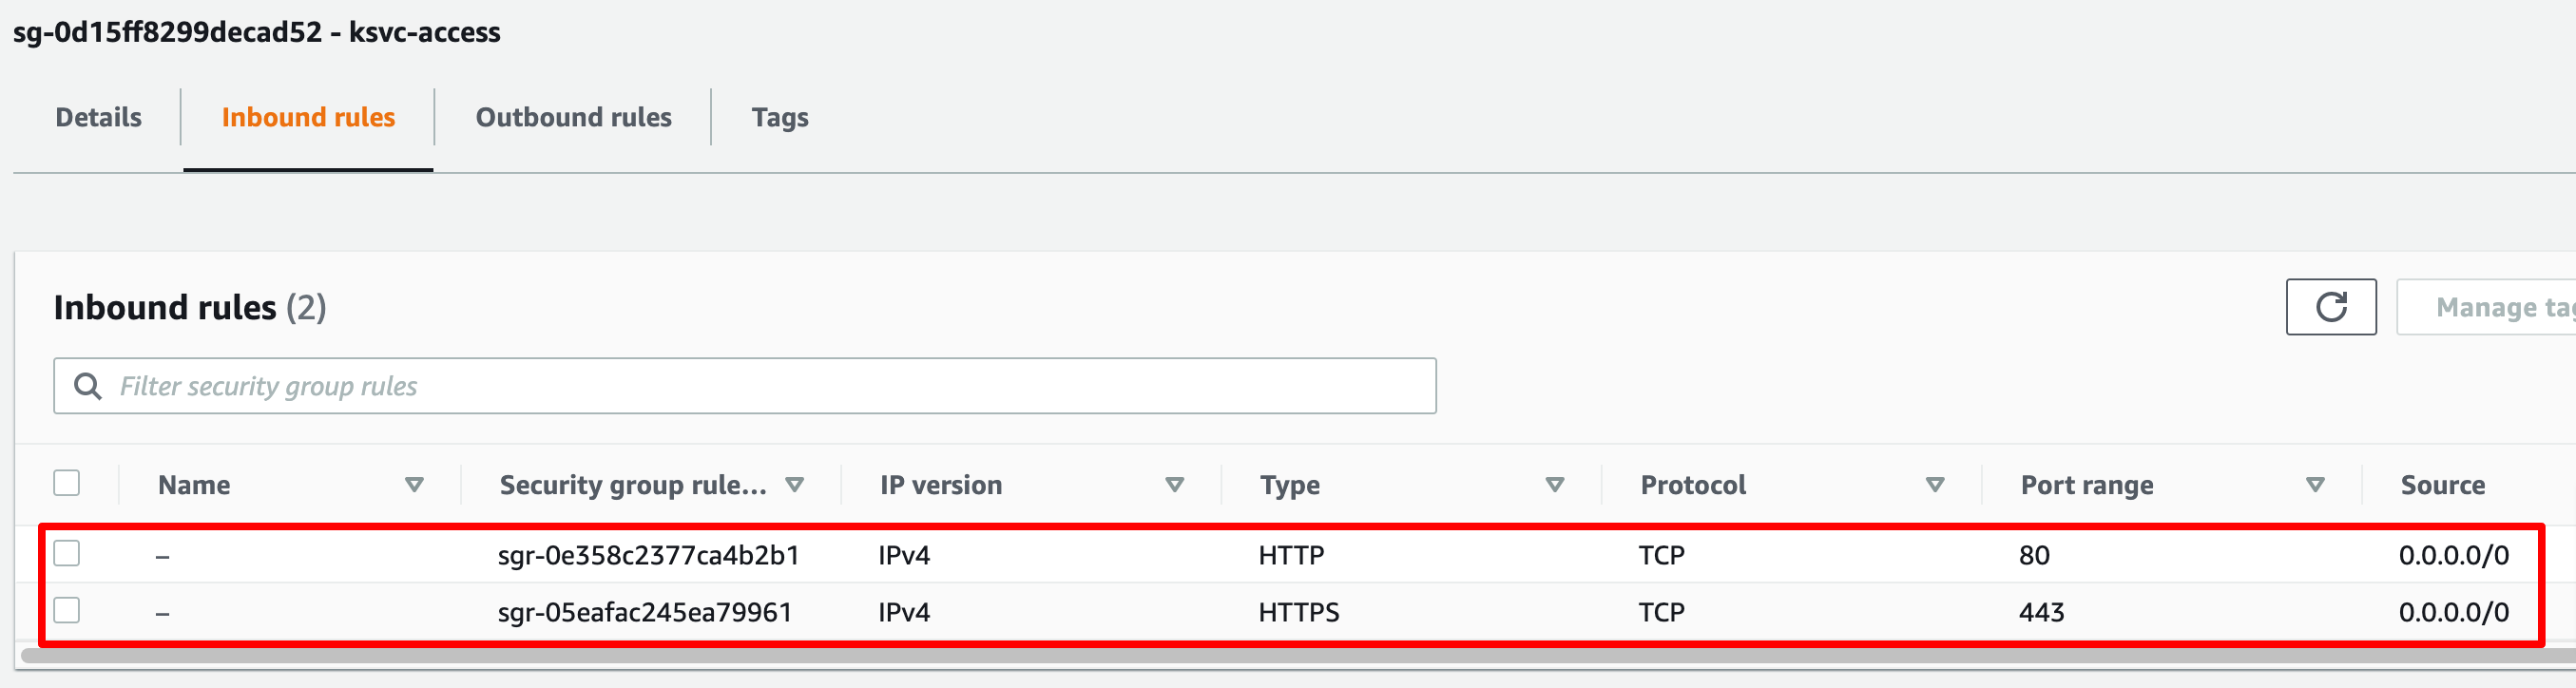 sg-0d15ff8299decad52 - ksvc-access
Details Inbound rules Outbound rules Tags
Inbound rules (2)
Manage tag
Filter security group rules
Name Security group rule... IP version Type Protocol Port range Source
– sgr-0e358c2377ca4b2b1 IPv4 HTTP TCP 80 0.0.0.0/0
– sgr-05eafac245ea79961 IPv4 HTTPS TCP 443 0.0.0.0/0